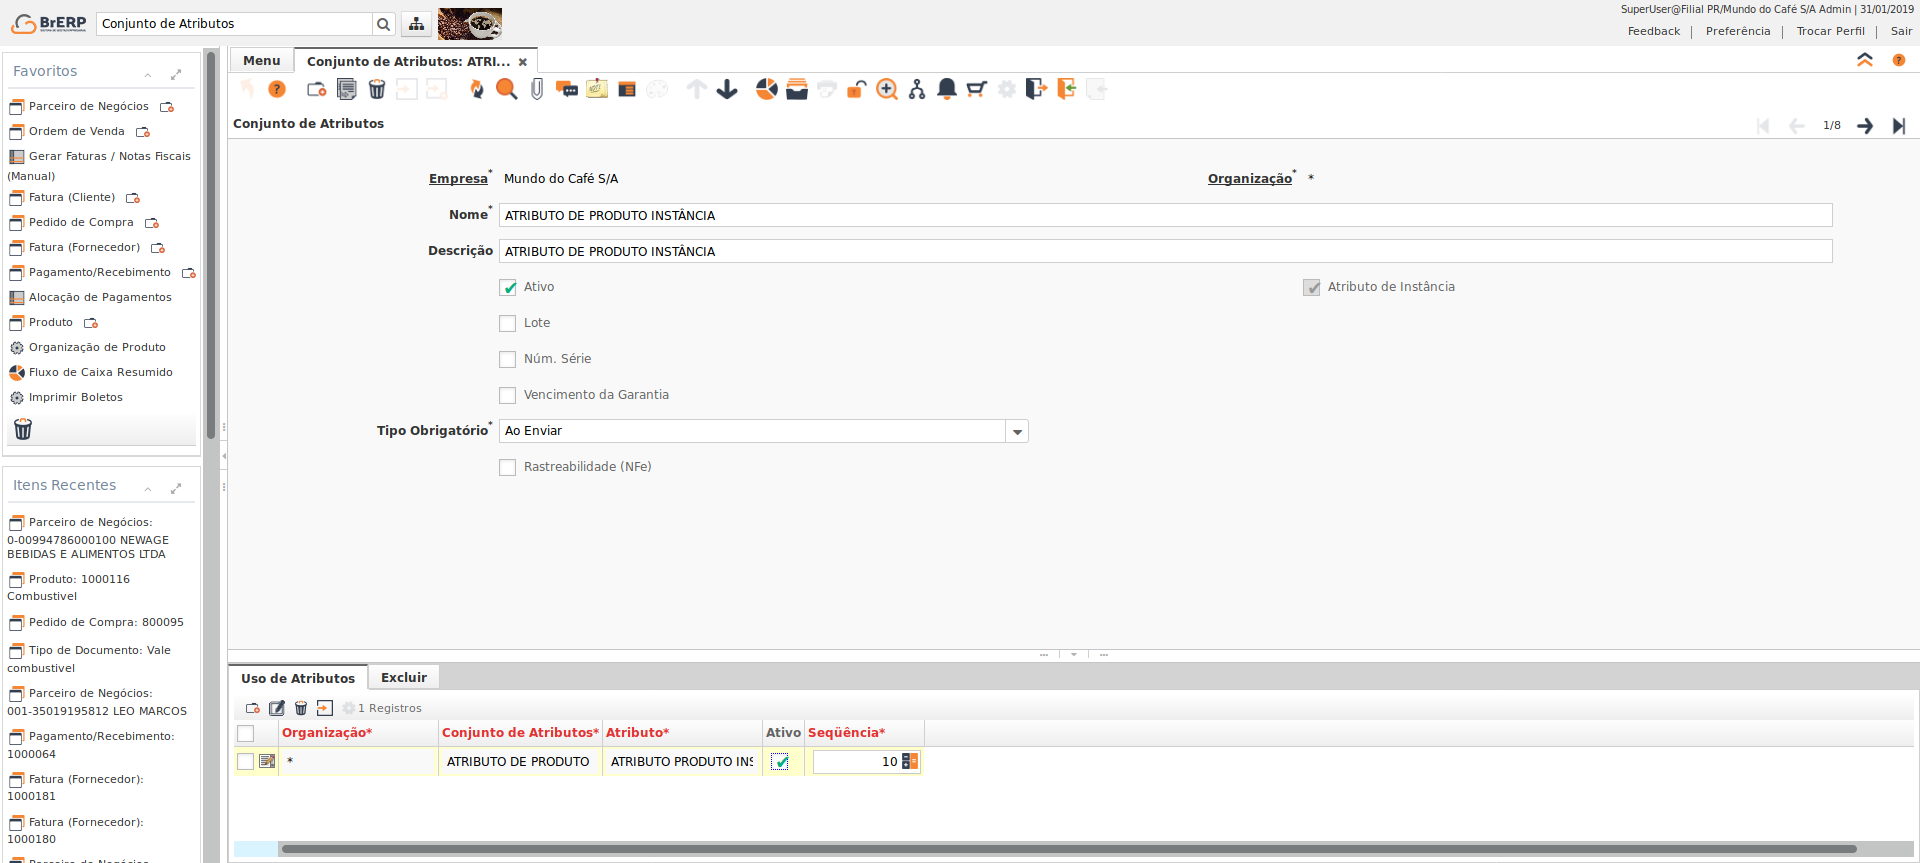 BrERP
Conjunto de Atributos
SuperUser@Filial PR/Mundo do Café S/A Admin | 31/01/2019
Feedback | Preferência | Trocar Perfil | Sair
Favoritos
Parceiro de Negócios
Ordem de Venda
Gerar Faturas / Notas Fiscais
(Manual)
Fatura (Cliente)
Pedido de Compra
Fatura (Fornecedor)
Pagamento/Recebimento
Alocação de Pagamentos
Produto
Organização de Produto
Fluxo de Caixa Resumido
Imprimir Boletos
Itens Recentes
Parceiro de Negócios:
0-00994786000100 NEWAGE
BEBIDAS E ALIMENTOS LTDA
Produto: 1000116
Combustivel
Pedido de Compra: 800095
Tipo de Documento: Vale
combustivel
Parceiro de Negócios:
001-35019195812 LEO MARCOS
Pagamento/Recebimento:
1000064
Fatura (Fornecedor):
1000181
Fatura (Fornecedor):
1000180
Menu
Conjunto de Atributos: ATRI...
Conjunto de Atributos
1/8
Empresa* Mundo do Café S/A
Organização* *
Nome* ATRIBUTO DE PRODUTO INSTÂNCIA
Descrição ATRIBUTO DE PRODUTO INSTÂNCIA
Ativo
Atributo de Instância
Lote
Núm. Série
Vencimento da Garantia
Tipo Obrigatório* Ao Enviar
Rastreabilidade (NFe)
Uso de Atributos
Excluir
1 Registros
Organização* Conjunto de Atributos* Atributo* Ativo Seqüência*
* ATRIBUTO DE PRODUTO ATRIBUTO PRODUTO INS 10